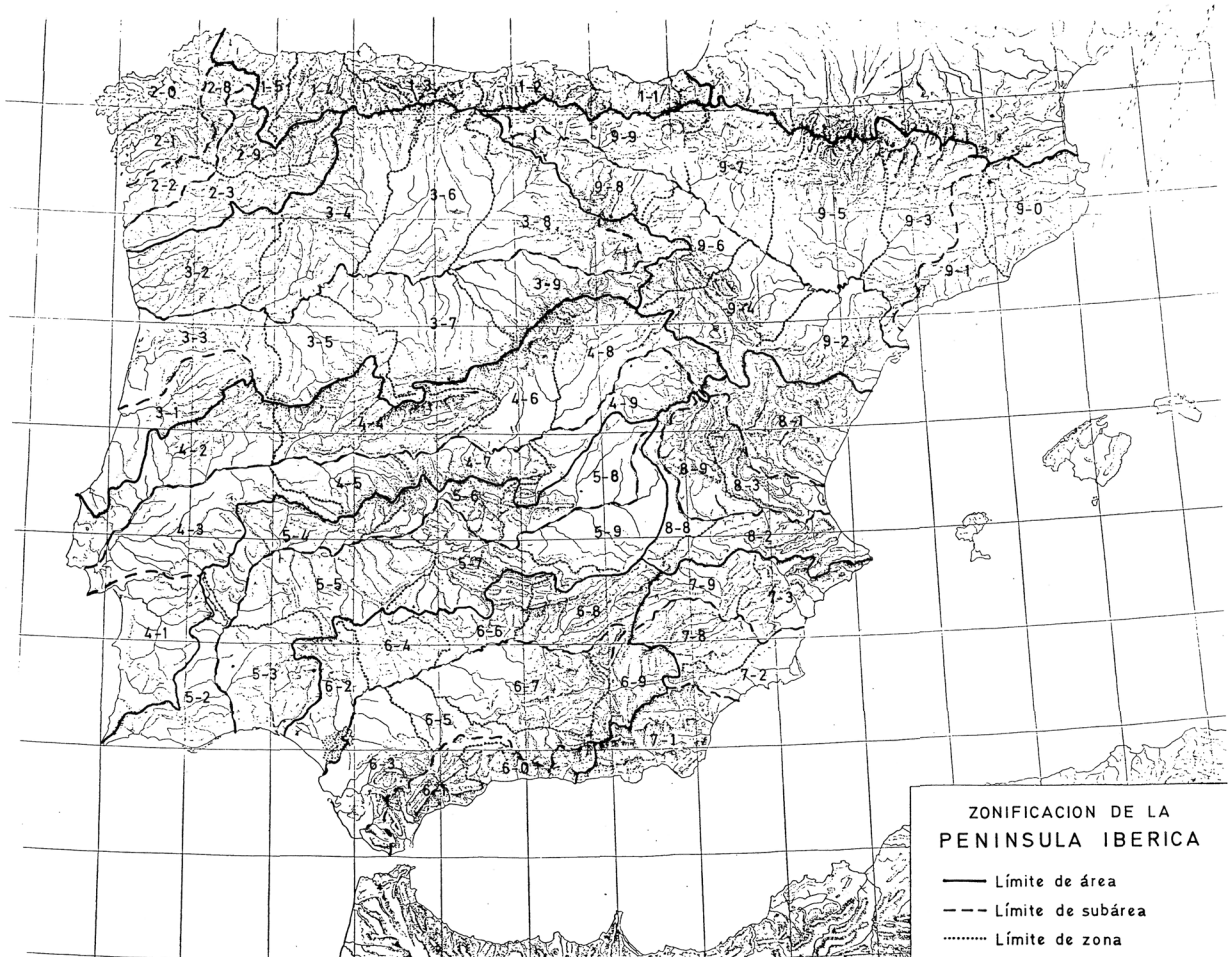 2-0 2-8 1-5 1-4 1-3 1-2 1-1
2-1 2-9 9-9
2-2 2-3 9-7
3-4 3-6 9-8
3-8 9-5 9-3 9-0
3-2 9-6 9-1
3-9
3-3 3-5 3-7 9-4 9-2
4-8
3-1 4-6 4-9
4-4 8-1
4-2 4-7 8-9
4-5 5-8 8-3
5-6
4-3 5-4 5-9 8-8 8-2
5-7
5-5 7-9 7-3
6-8
4-1 6-6 7-8
6-4
5-3 7-2
5-2 6-2 6-7 6-9
6-5
7-1
6-3 6-0
6-1
ZONIFICACION DE LA
PENINSULA IBERICA
Límite de área
Límite de subárea
Límite de zona